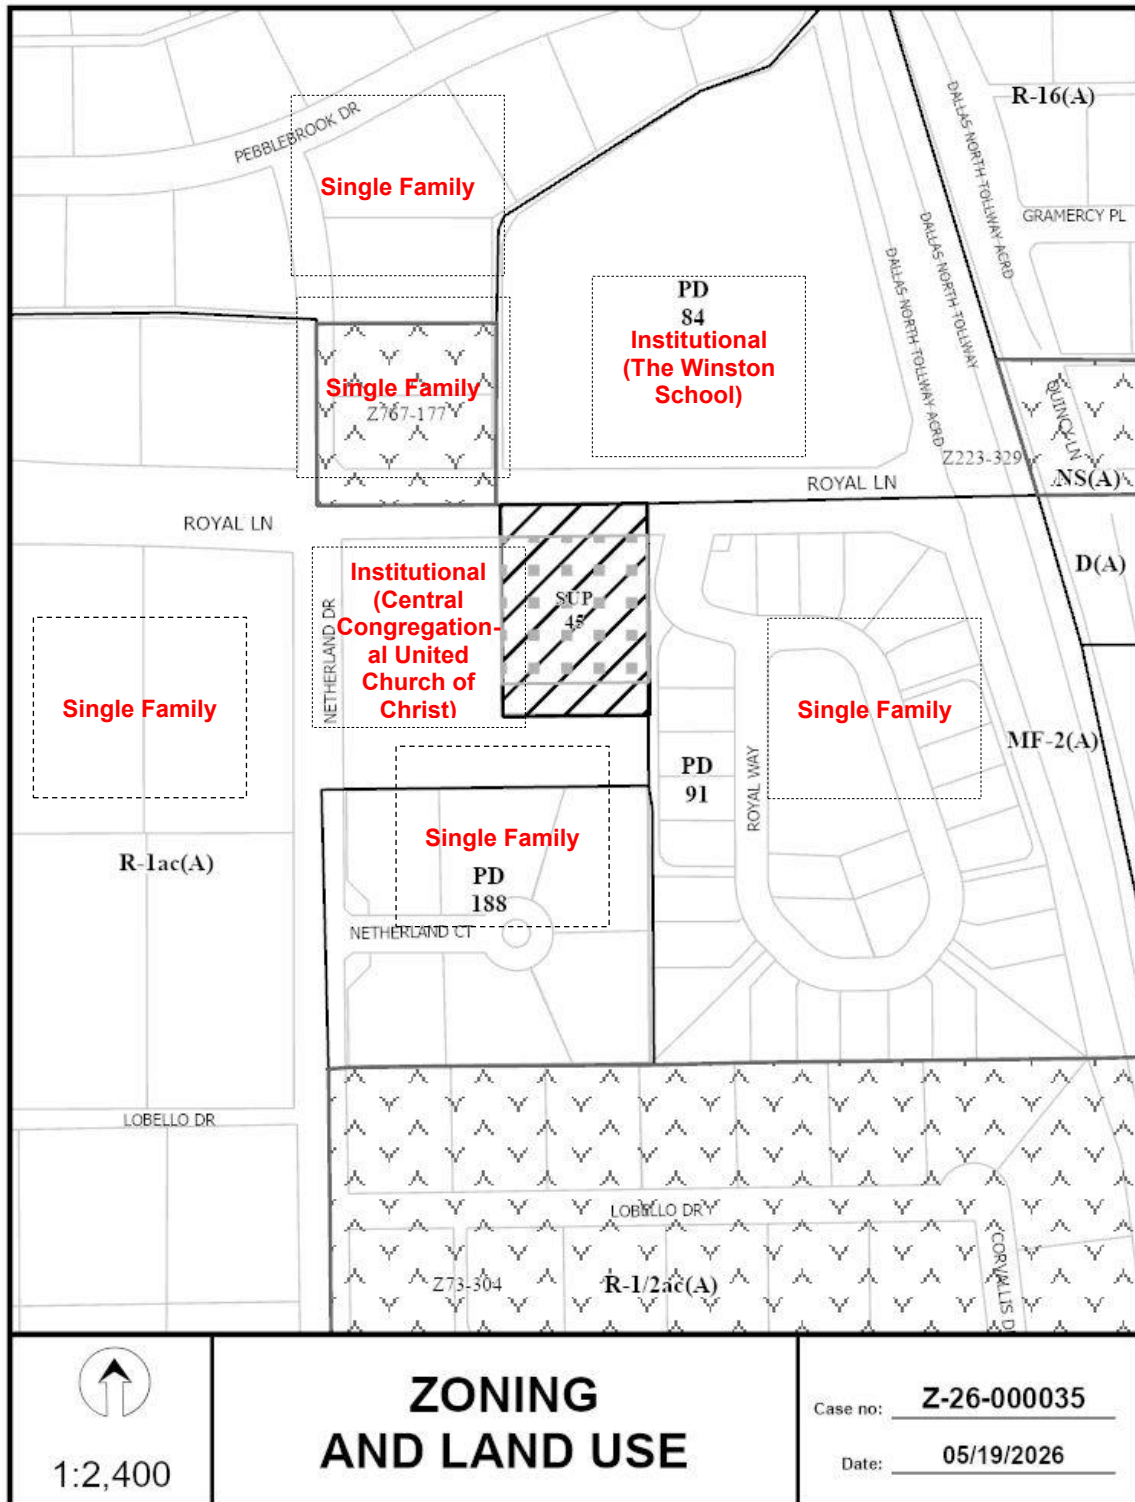 PEBBLEBROOK DR
Single Family
DALLAS NORTH TOLLWAY ACRD
R-16(A)
GRAMERCY PL
DALLAS NORTH TOLLWAY
DALLAS NORTH TOLLWAY ACRD
PD
84
Institutional
(The Winston
School)
Single Family
Z767-177
QUINCY LN
Z223-329
NS(A)
ROYAL LN
ROYAL LN
D(A)
Institutional
(Central
Congregation-
al United
Church of
Christ)
SUP
45
NETHERLAND DR
Single Family
Single Family
MF-2(A)
PD
91
ROYAL WAY
Single Family
R-1ac(A)
PD
188
NETHERLAND CT
LOBELLO DR
LOBELLO DR
CORVALLIS D
Z73-304
R-1/2ac(A)
1:2,400
ZONING
AND LAND USE
Case no: Z-26-000035
Date: 05/19/2026